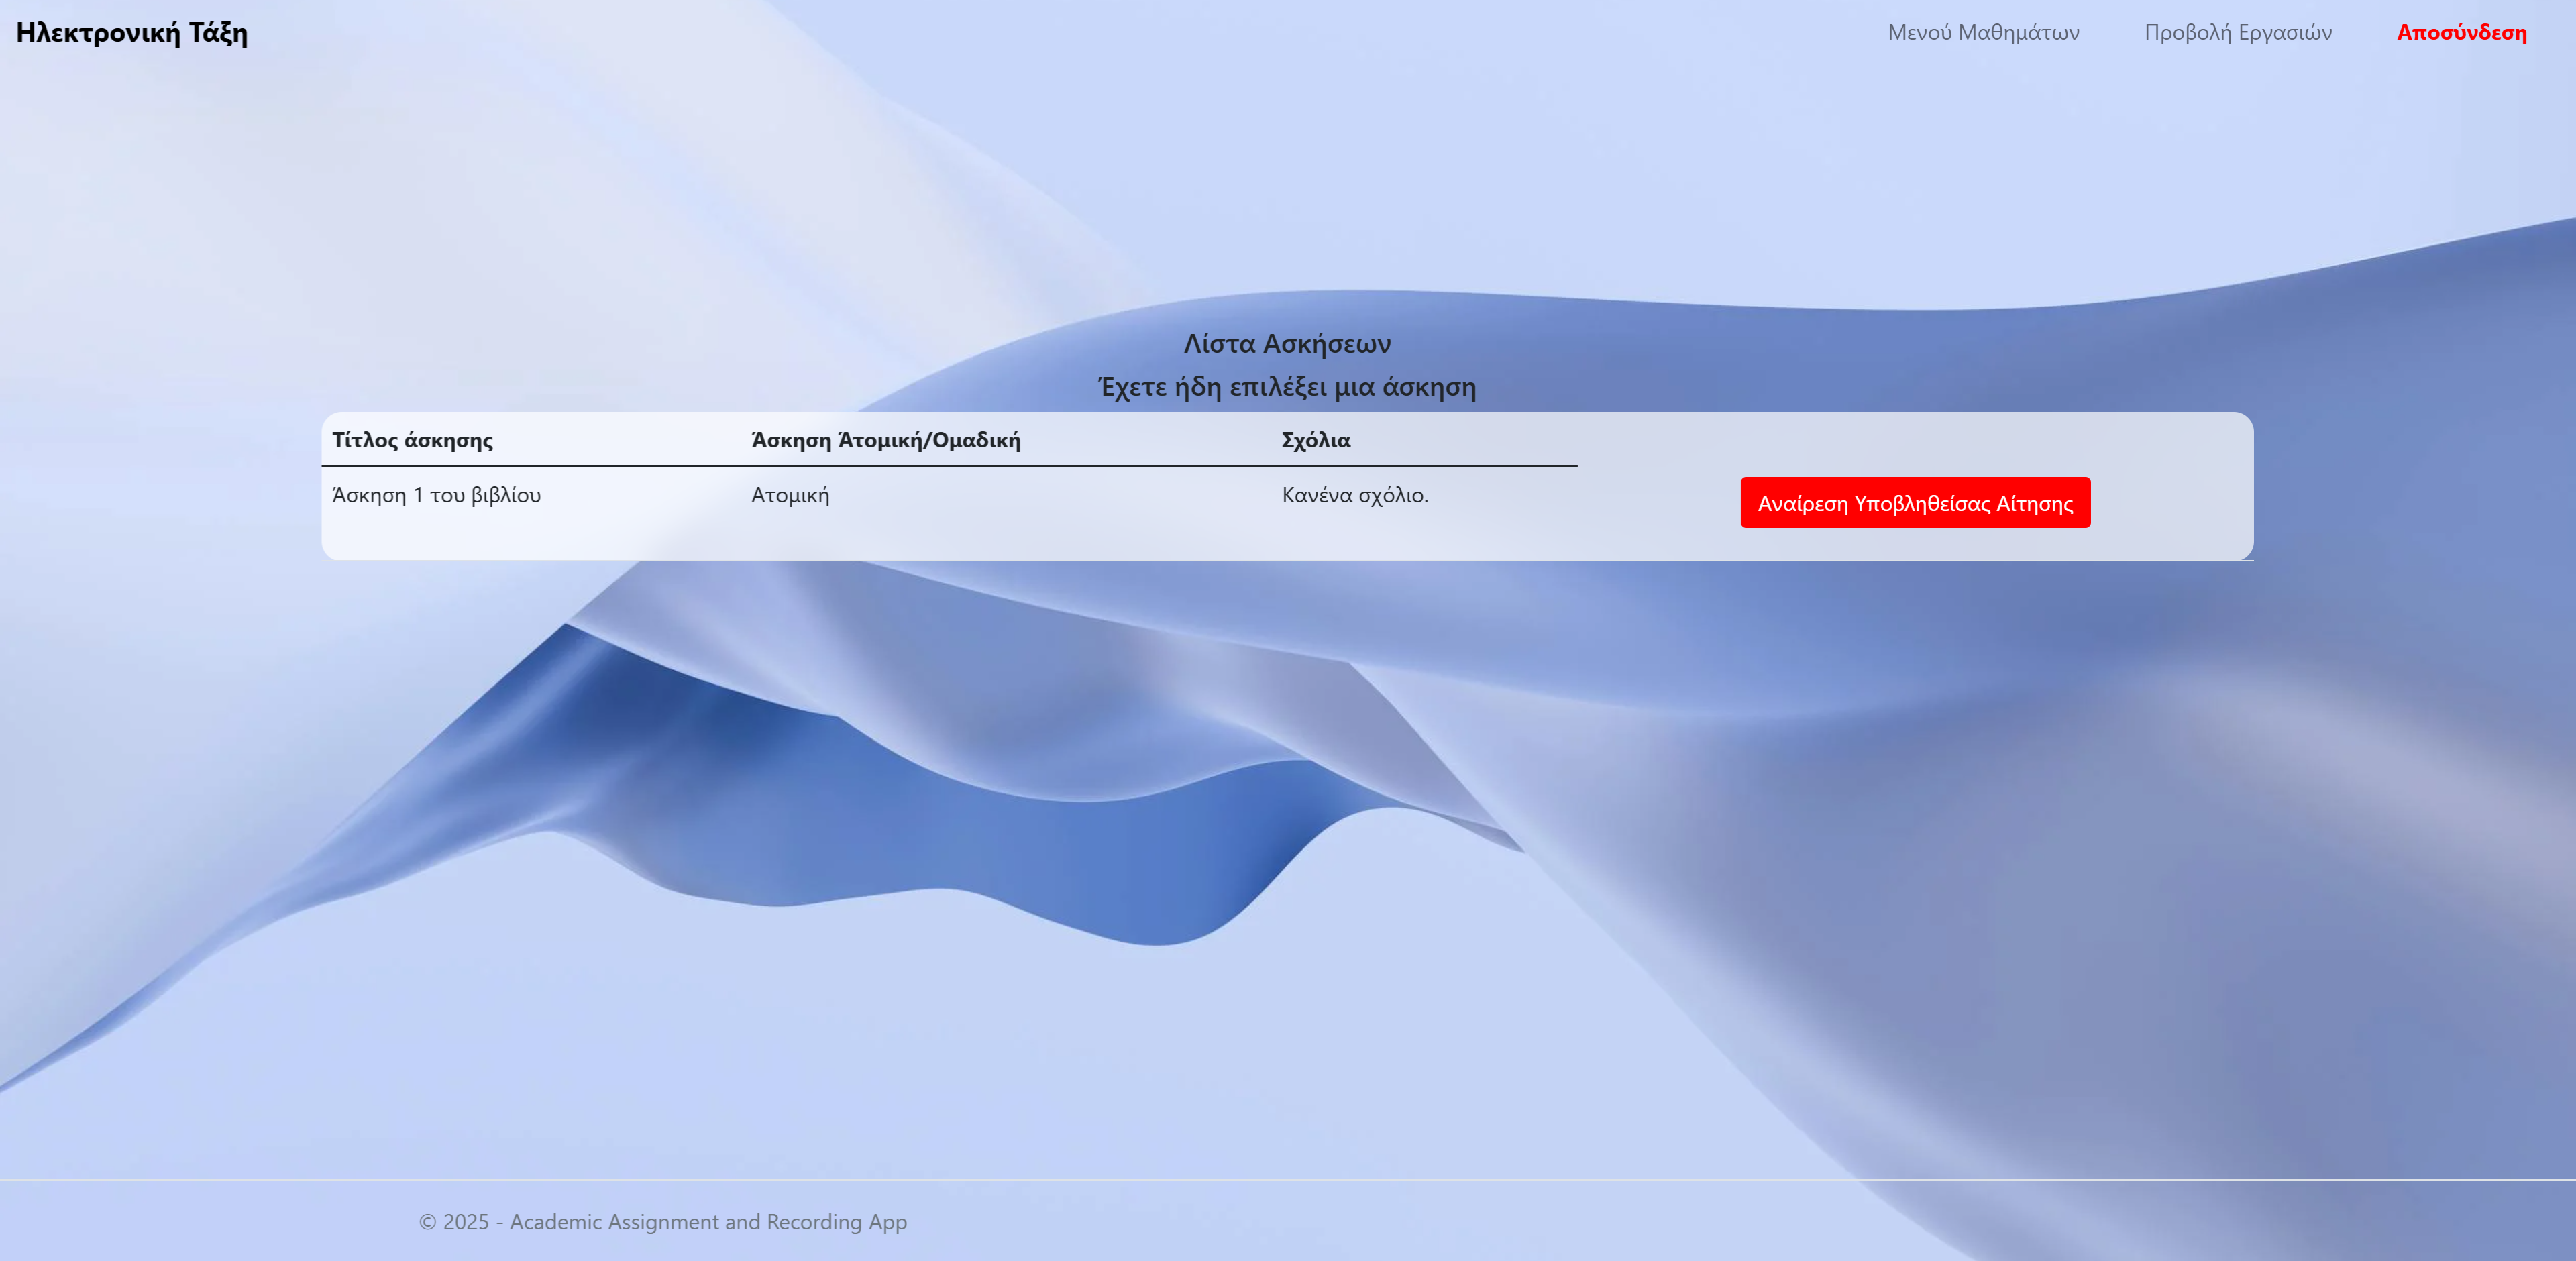 Ηλεκτρονική Τάξη
Μενού Μαθημάτων
Προβολή Εργασιών
Αποσύνδεση
Λίστα Ασκήσεων
Έχετε ήδη επιλέξει μια άσκηση
Τίτλος άσκησης Άσκηση Άτομική/Ομαδική Σχόλια
Άσκηση 1 του βιβλίου Ατομική Κανένα σχόλιο. Αναίρεση Υποβληθείσας Αίτησης
© 2025 - Academic Assignment and Recording App